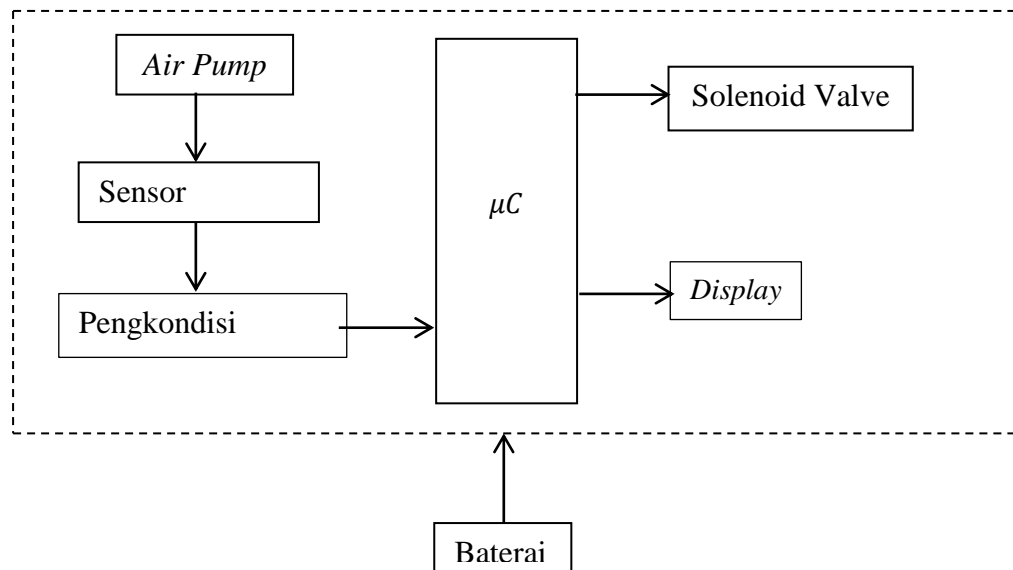 Air Pump
Solenoid Valve
Sensor
μC
Display
Pengkondisi
Baterai